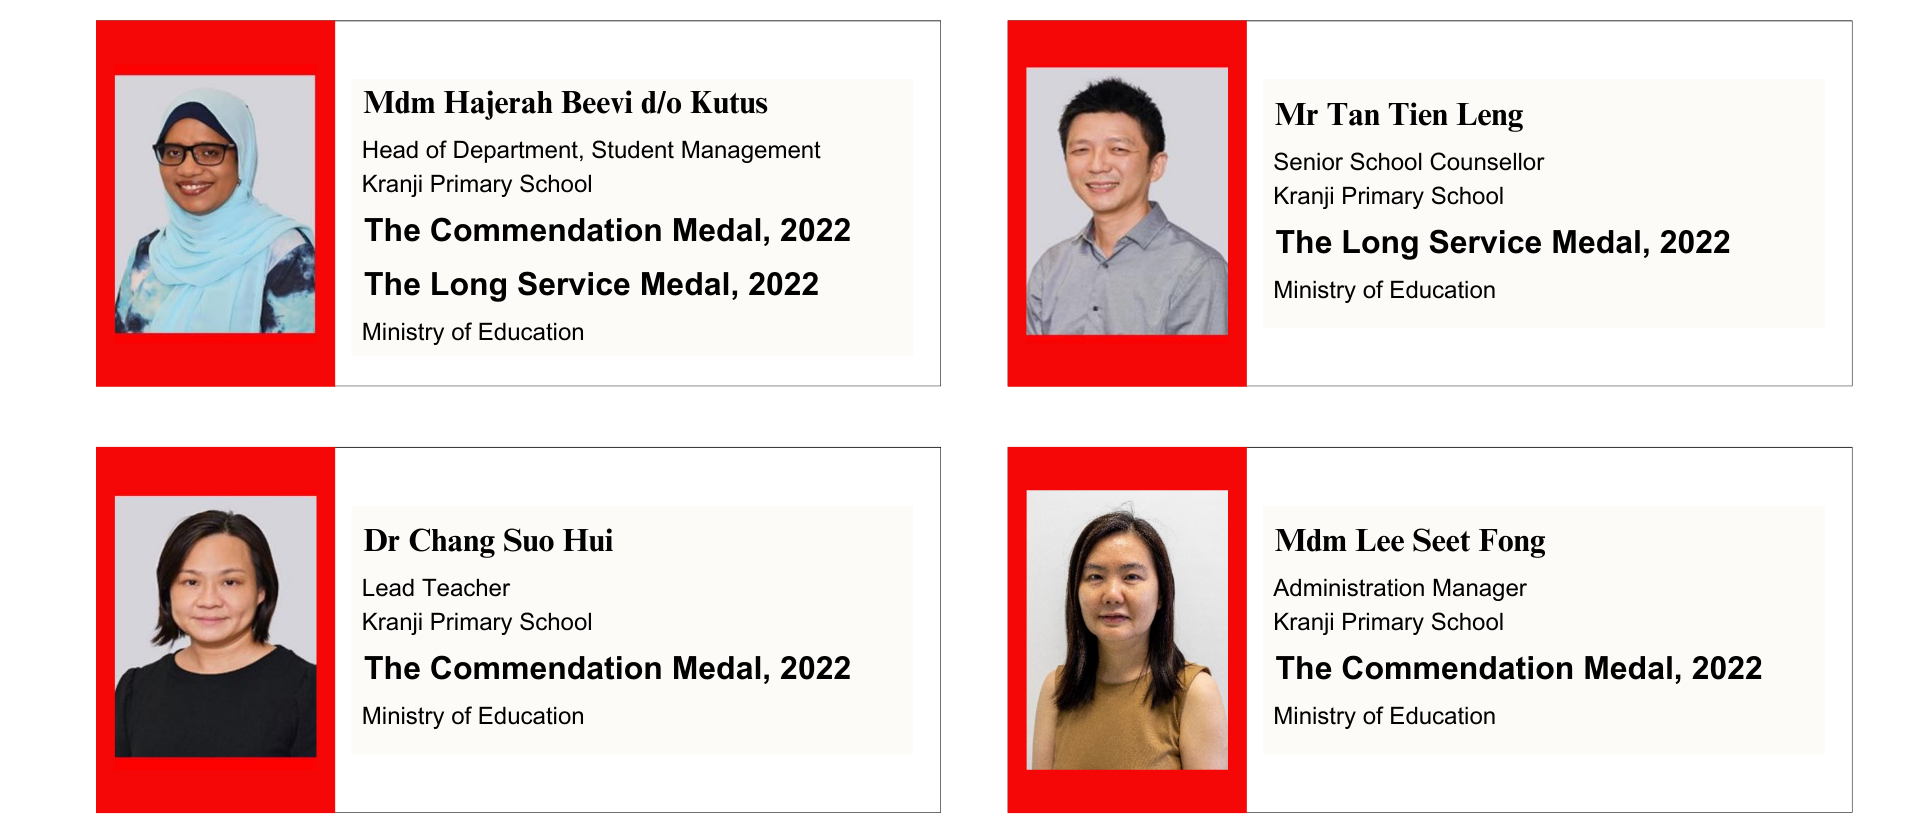 Mdm Hajerah Beevi d/o Kutus
Head of Department, Student Management
Kranji Primary School
The Commendation Medal, 2022
The Long Service Medal, 2022
Ministry of Education
Mr Tan Tien Leng
Senior School Counsellor
Kranji Primary School
The Long Service Medal, 2022
Ministry of Education
Dr Chang Suo Hui
Lead Teacher
Kranji Primary School
The Commendation Medal, 2022
Ministry of Education
Mdm Lee Seet Fong
Administration Manager
Kranji Primary School
The Commendation Medal, 2022
Ministry of Education